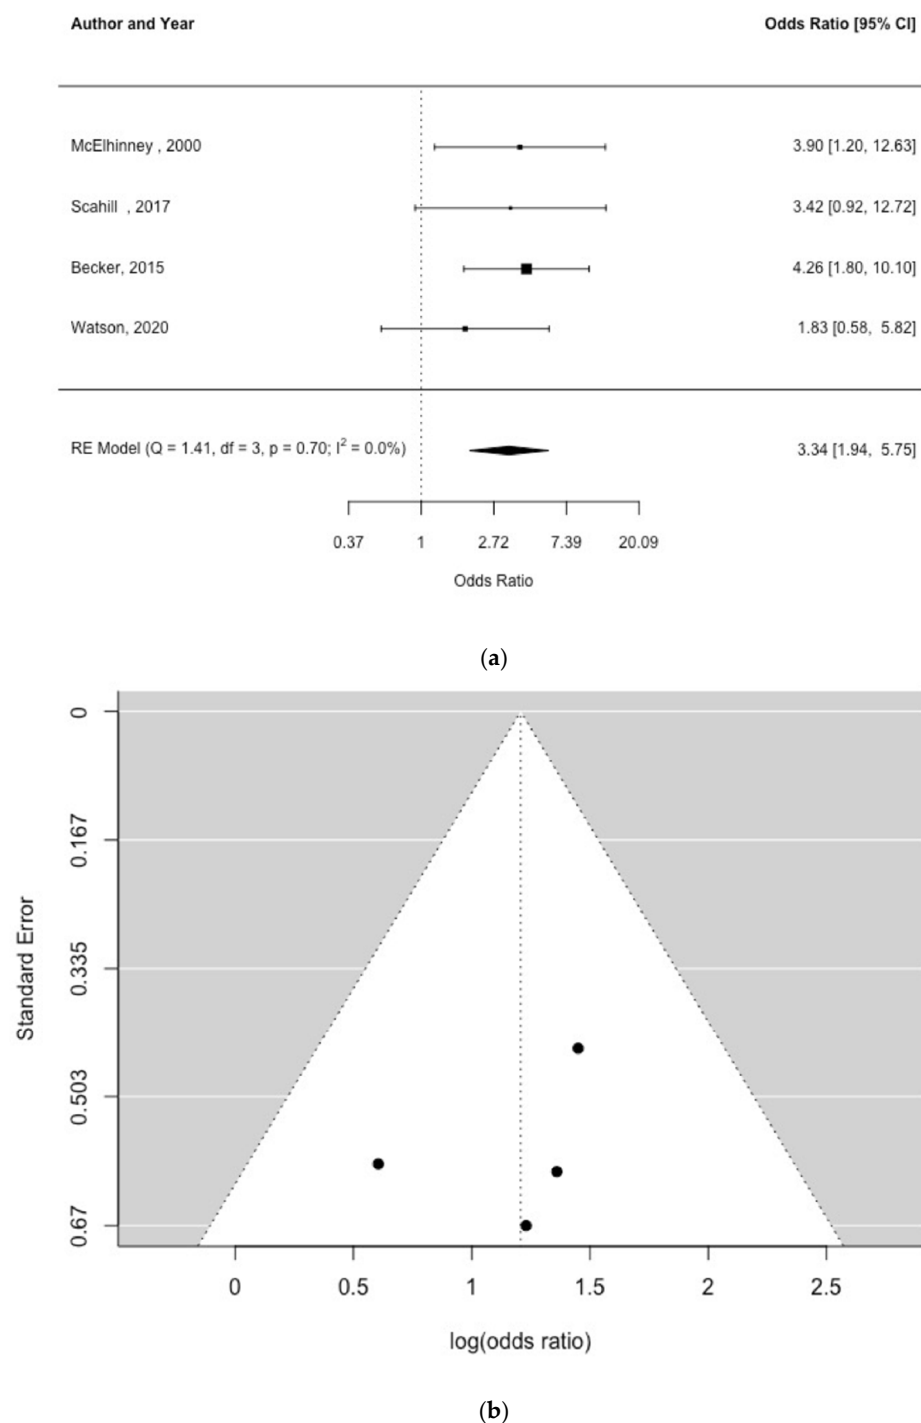 Author and Year Odds Ratio [95% CI]
McElhinney , 2000 3.90 [1.20, 12.63]
Scahill , 2017 3.42 [0.92, 12.72]
Becker, 2015 4.26 [1.80, 10.10]
Watson, 2020 1.83 [0.58, 5.82]
RE Model (Q = 1.41, df = 3, p = 0.70; I² = 0.0%) 3.34 [1.94, 5.75]
0.37 1 2.72 7.39 20.09
Odds Ratio
(a)
0
0.167
0.335
0.503
0.67
Standard Error
0 0.5 1 1.5 2 2.5
log(odds ratio)
(b)